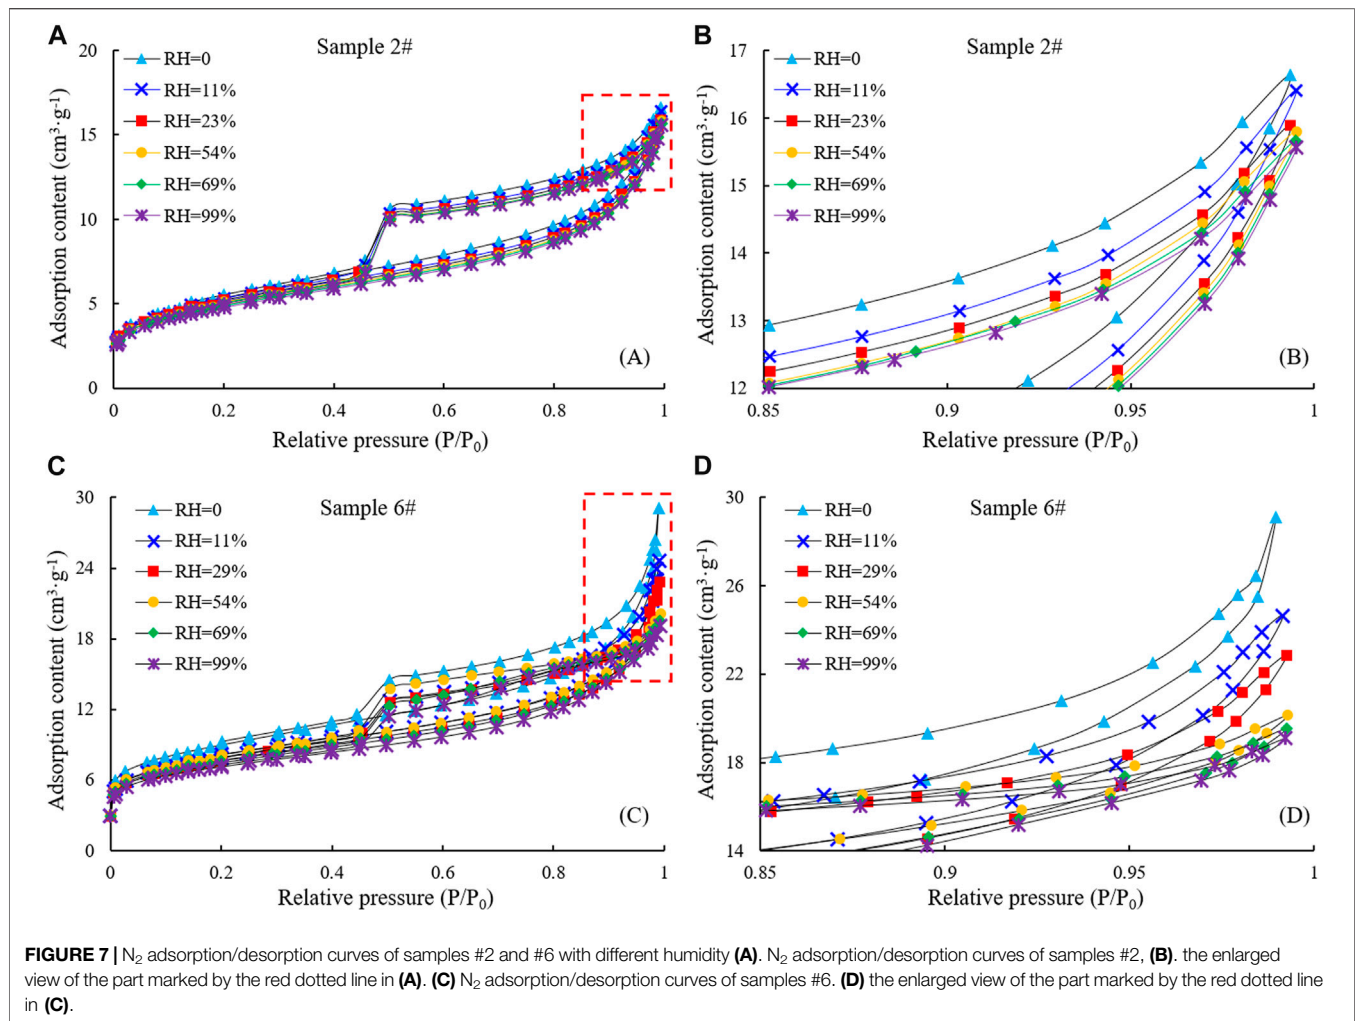 A
Sample 2#
Adsorption content (cm³·g⁻¹)
20
15
10
5
0
RH=0
RH=11%
RH=23%
RH=54%
RH=69%
RH=99%
(A)
0 0.2 0.4 0.6 0.8 1
Relative pressure (P/P₀)
B
Sample 2#
Adsorption content (cm³·g⁻¹)
17
16
15
14
13
12
RH=0
RH=11%
RH=23%
RH=54%
RH=69%
RH=99%
(B)
0.85 0.9 0.95 1
Relative pressure (P/P₀)
C
Sample 6#
Adsorption content (cm³·g⁻¹)
30
24
18
12
6
0
RH=0
RH=11%
RH=29%
RH=54%
RH=69%
RH=99%
(C)
0 0.2 0.4 0.6 0.8 1
Relative pressure (P/P₀)
D
Sample 6#
Adsorption content (cm³·g⁻¹)
30
26
22
18
14
RH=0
RH=11%
RH=29%
RH=54%
RH=69%
RH=99%
(D)
0.85 0.9 0.95 1
Relative pressure (P/P₀)
FIGURE 7 | N₂ adsorption/desorption curves of samples #2 and #6 with different humidity (A). N₂ adsorption/desorption curves of samples #2, (B). the enlarged
view of the part marked by the red dotted line in (A). (C) N₂ adsorption/desorption curves of samples #6. (D) the enlarged view of the part marked by the red dotted line
in (C).